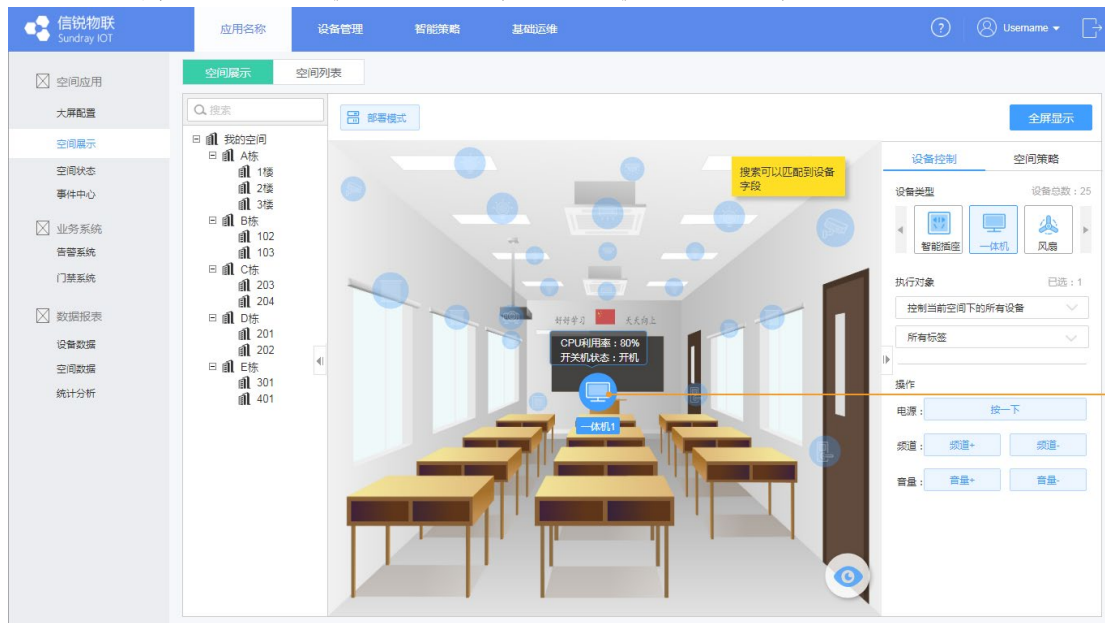 信锐物联
Sundray IOT
应用名称
设备管理
智能策略
基础运维
?
Username
空间应用
大屏配置
空间展示
空间状态
事件中心
业务系统
告警系统
门禁系统
数据报表
设备数据
空间数据
统计分析
空间展示
空间列表
搜索
我的空间
A栋
1楼
2楼
3楼
B栋
102
103
C栋
203
204
D栋
201
202
E栋
301
401
部署模式
全屏显示
搜索可以匹配到设备
字段
好好学习 天天向上
CPU利用率：80%
开关机状态：开机
一体机1
设备控制
空间策略
设备类型
设备总数：25
智能插座
一体机
风扇
执行对象
已选：1
控制当前空间下的所有设备
所有标签
操作
电源：
按一下
频道：
频道+
频道-
音量：
音量+
音量-